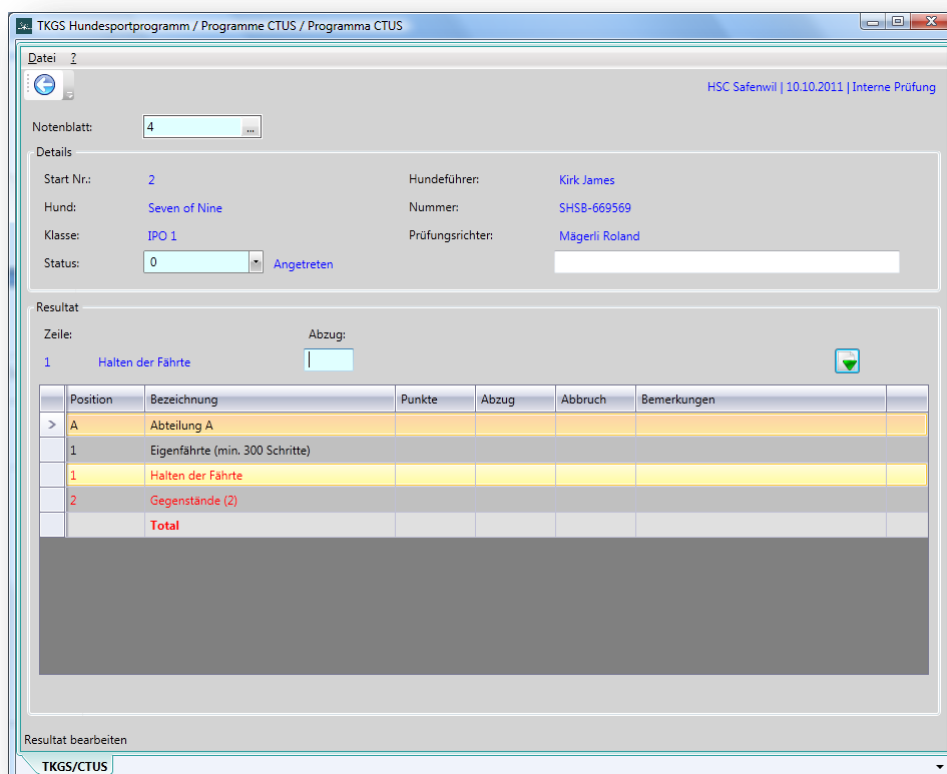 TKGS Hundesportprogramm / Programme CTUS / Programma CTUS
Datei ?
HSC Safenwil | 10.10.2011 | Interne Prüfung
Notenblatt: 4 ...
Details
Start Nr.: 2 Hundeführer: Kirk James
Hund: Seven of Nine Nummer: SHSB-669569
Klasse: IPO 1 Prüfungsrichter: Mägerli Roland
Status: 0 Angetreten
Resultat
Zeile: Abzug:
1 Halten der Fährte
Position Bezeichnung Punkte Abzug Abbruch Bemerkungen
> A Abteilung A
1 Eigenfährte (min. 300 Schritte)
1 Halten der Fährte
2 Gegenstände (2)
Total
Resultat bearbeiten
TKGS/CTUS